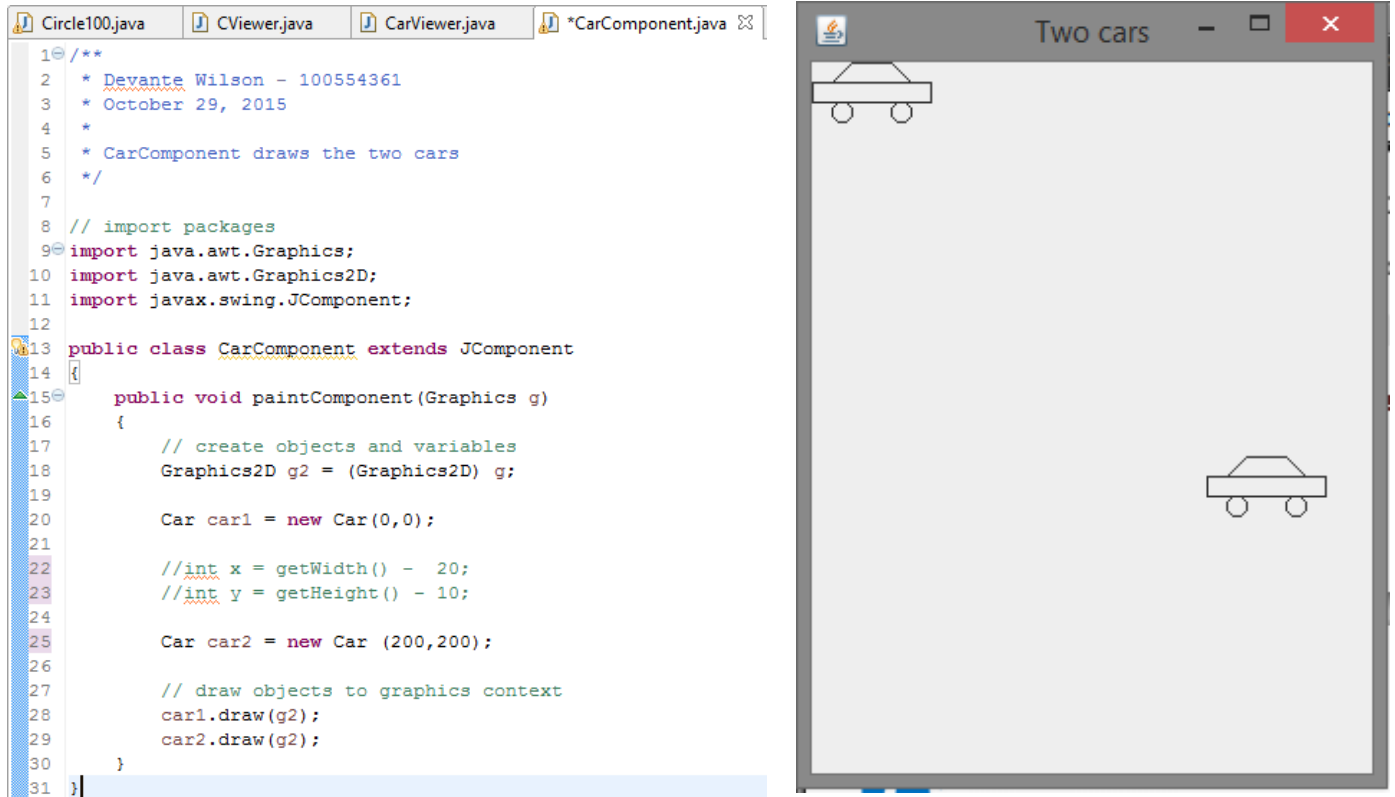 Circle100.java CViewer.java CarViewer.java *CarComponent.java
1 /**
2 * Devante Wilson - 100554361
3 * October 29, 2015
4 *
5 * CarComponent draws the two cars
6 */
7
8 // import packages
9 import java.awt.Graphics;
10 import java.awt.Graphics2D;
11 import javax.swing.JComponent;
12
13 public class CarComponent extends JComponent
14 {
15 public void paintComponent(Graphics g)
16 {
17 // create objects and variables
18 Graphics2D g2 = (Graphics2D) g;
19
20 Car car1 = new Car(0,0);
21
22 //int x = getWidth() -  20;
23 //int y = getHeight() - 10;
24
25 Car car2 = new Car (200,200);
26
27 // draw objects to graphics context
28 car1.draw(g2);
29 car2.draw(g2);
30 }
31 }
Two cars